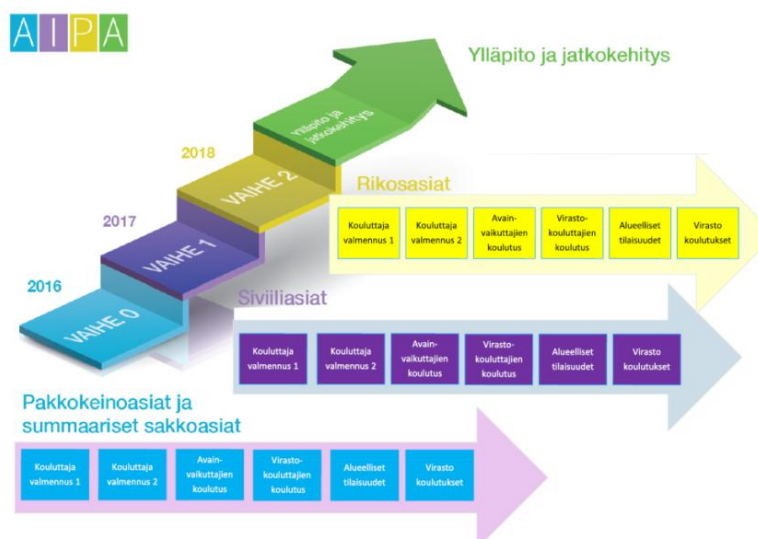 AIPA
Ylläpito ja jatkokehitys
Ylläpito ja
jatkokehitys
2018
VAIHE 2
Rikosasiat
Kouluttaja
valmennus 1
Kouluttaja
valmennus 2
Avain-
vaikuttajien
koulutus
Virasto-
kouluttajien
koulutus
Alueelliset
tilaisuudet
Virasto
koulutukset
2017
VAIHE 1
Siviiliasiat
Kouluttaja
valmennus 1
Kouluttaja
valmennus 2
Avain-
vaikuttajien
koulutus
Virasto-
kouluttajien
koulutus
Alueelliset
tilaisuudet
Virasto
koulutukset
2016
VAIHE 0
Pakkokeinoasiat ja
summaariset sakkoasiat
Kouluttaja
valmennus 1
Kouluttaja
valmennus 2
Avain-
vaikuttajien
koulutus
Virasto-
kouluttajien
koulutus
Alueelliset
tilaisuudet
Virasto
koulutukset